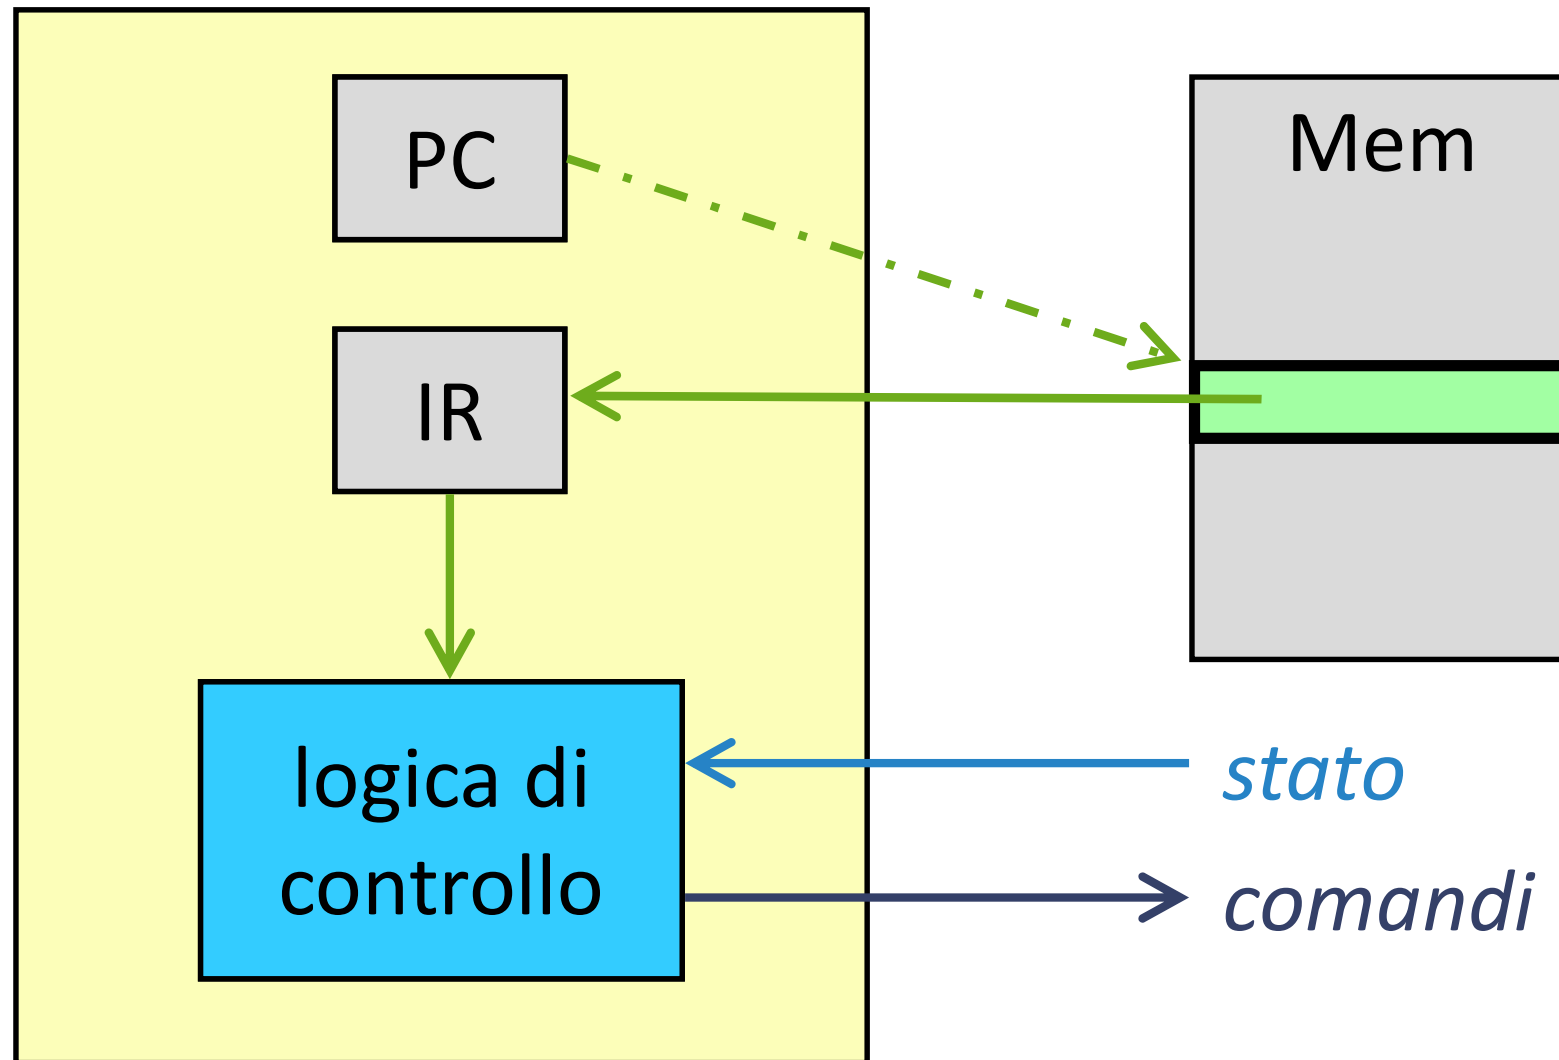 PC
Mem
IR
logica di
controllo
stato
comandi